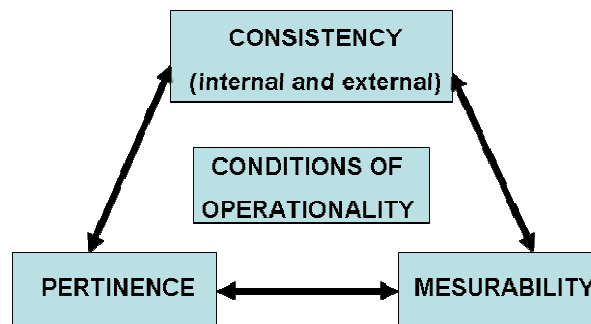 CONSISTENCY
(internal and external)
CONDITIONS OF
OPERATIONALITY
PERTINENCE
MESURABILITY